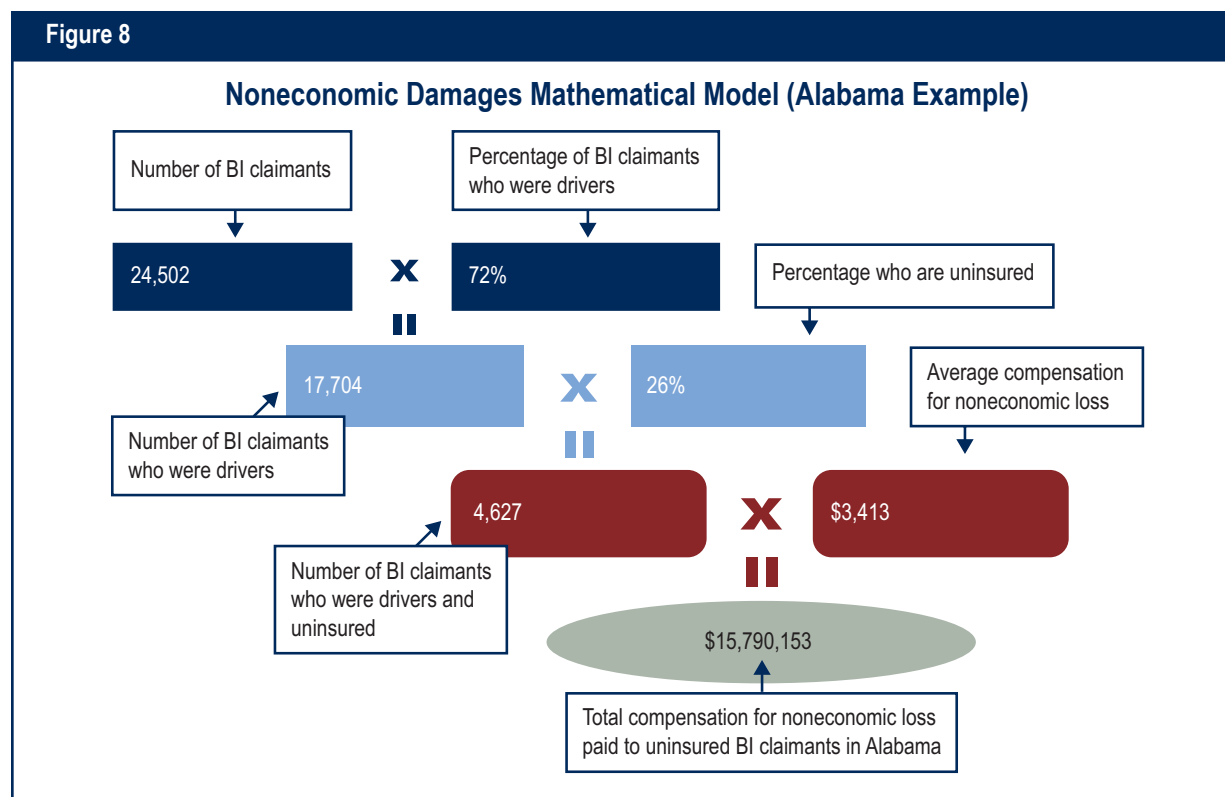 Figure 8
Noneconomic Damages Mathematical Model (Alabama Example)
Number of BI claimants
Percentage of BI claimants
who were drivers
24,502
x
72%
Percentage who are uninsured
=
17,704
x
26%
Average compensation
for noneconomic loss
Number of BI claimants
who were drivers
=
4,627
x
$3,413
Number of BI claimants
who were drivers and
uninsured
=
$15,790,153
Total compensation for noneconomic loss
paid to uninsured BI claimants in Alabama